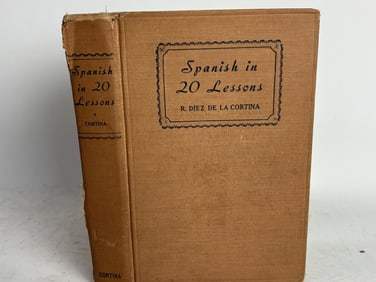 Spanish
in 20
Lessons
CORTINA
CORTINA
Spanish in
20 Lessons
R. DIEZ DE LA CORTINA